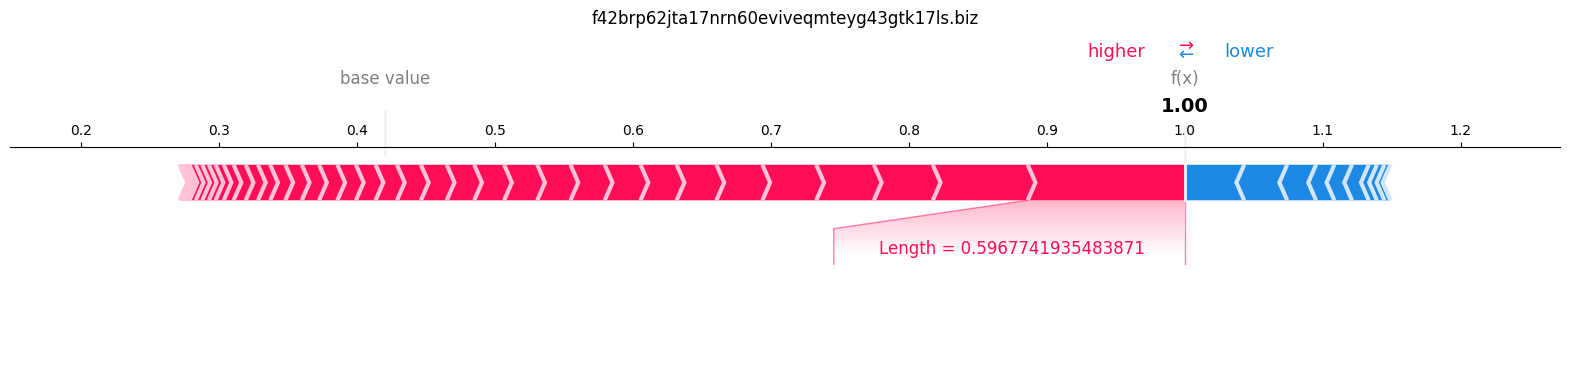 f42brp62jta17nrn60eviveqmteyg43gtk17ls.biz
higher ⇄ lower
base value f(x)
1.00
0.2 0.3 0.4 0.5 0.6 0.7 0.8 0.9 1.0 1.1 1.2
Length = 0.5967741935483871